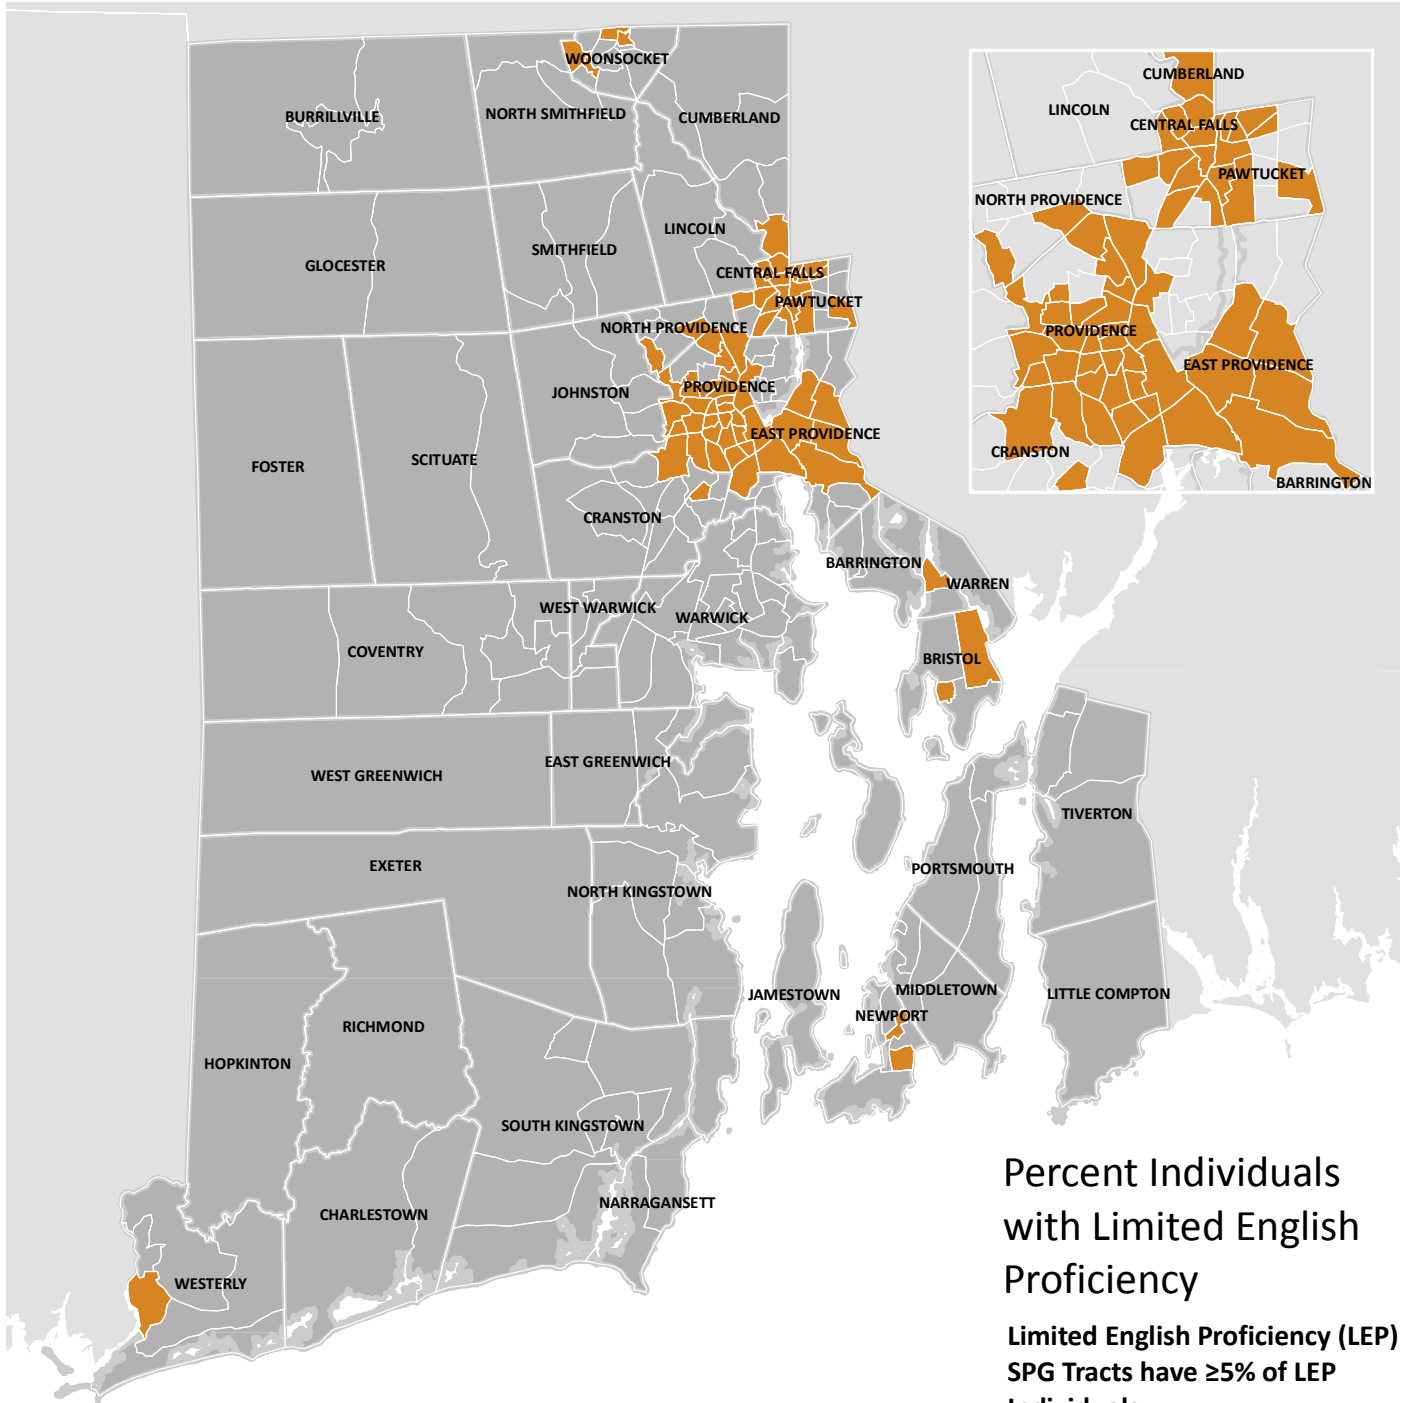 WOONSOCKET
BURRILLVILLE
NORTH SMITHFIELD
CUMBERLAND
LINCOLN
SMITHFIELD
GLOCESTER
CENTRAL FALLS
PAWTUCKET
NORTH PROVIDENCE
PROVIDENCE
JOHNSTON
EAST PROVIDENCE
SCITUATE
FOSTER
CRANSTON
BARRINGTON
WARREN
WEST WARWICK
WARWICK
COVENTRY
BRISTOL
EAST GREENWICH
WEST GREENWICH
TIVERTON
EXETER
PORTSMOUTH
NORTH KINGSTOWN
MIDDLETOWN
JAMESTOWN
LITTLE COMPTON
NEWPORT
RICHMOND
HOPKINTON
SOUTH KINGSTOWN
NARRAGANSETT
CHARLESTOWN
WESTERLY
CUMBERLAND
LINCOLN
CENTRAL FALLS
PAWTUCKET
NORTH PROVIDENCE
PROVIDENCE
EAST PROVIDENCE
CRANSTON
BARRINGTON
Percent Individuals
with Limited English
Proficiency
Limited English Proficiency (LEP)
SPG Tracts have ≥5% of LEP